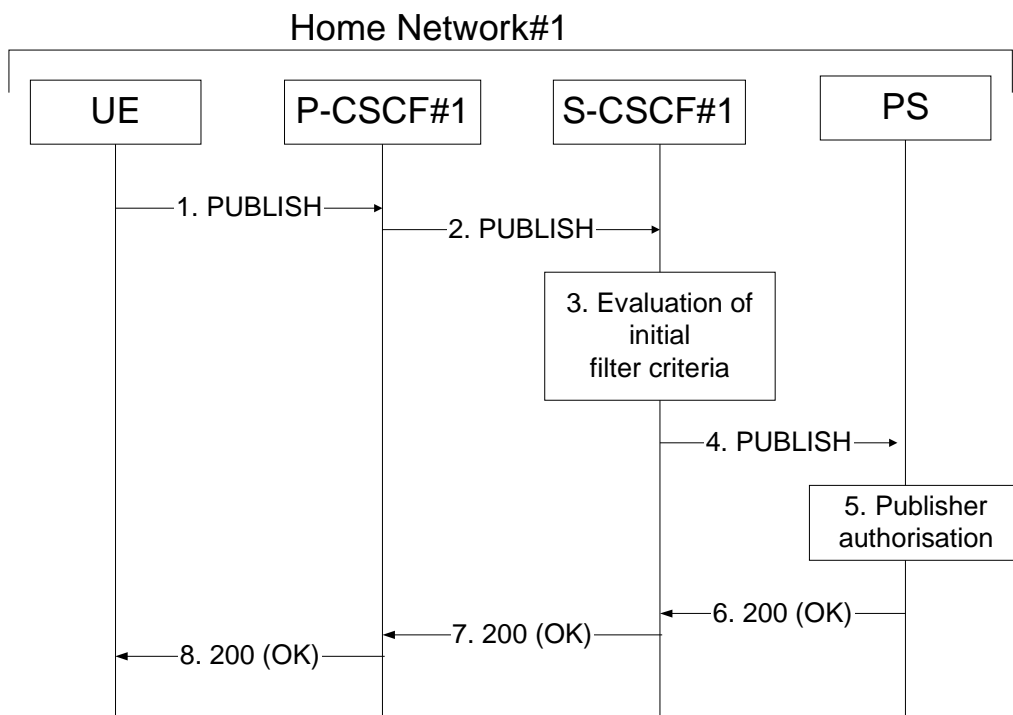 Home Network#1
UE
P-CSCF#1
S-CSCF#1
PS
1. PUBLISH
2. PUBLISH
3. Evaluation of
initial
filter criteria
4. PUBLISH
5. Publisher
authorisation
6. 200 (OK)
7. 200 (OK)
8. 200 (OK)